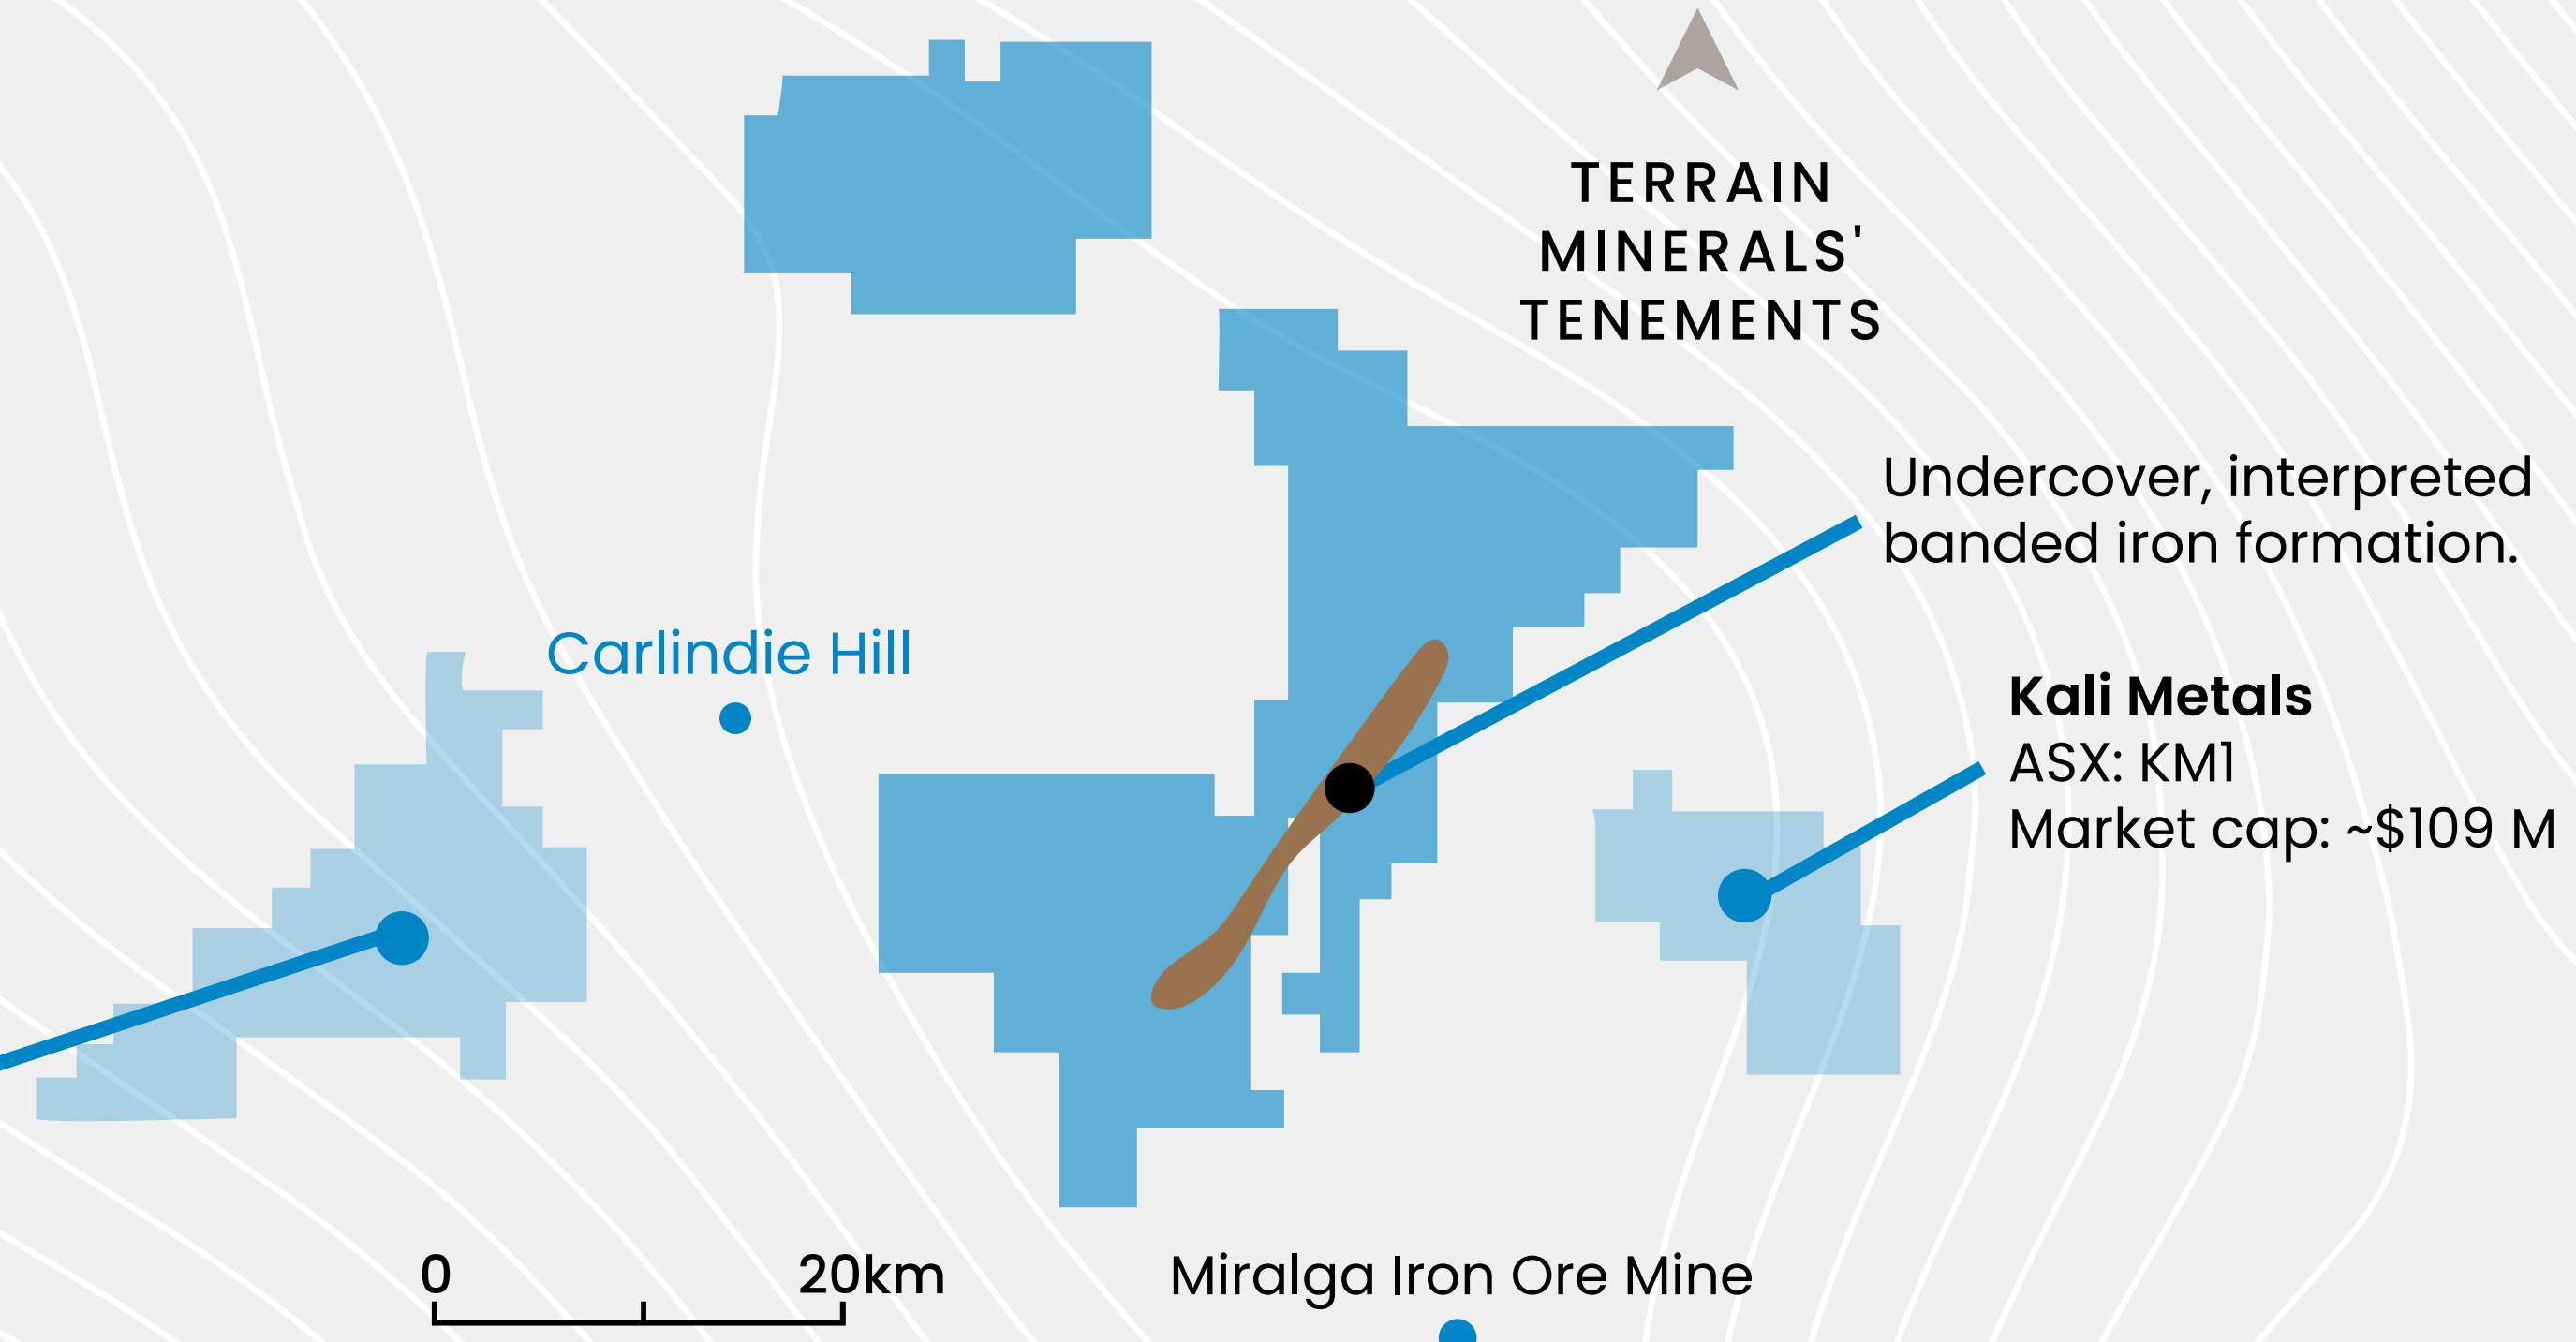 TERRAIN
MINERALS'
TENEMENTS
Undercover, interpreted
banded iron formation.
Carlindie Hill
Kali Metals
ASX: KM1
Market cap: ~$109 M
0
20km
Miralga Iron Ore Mine